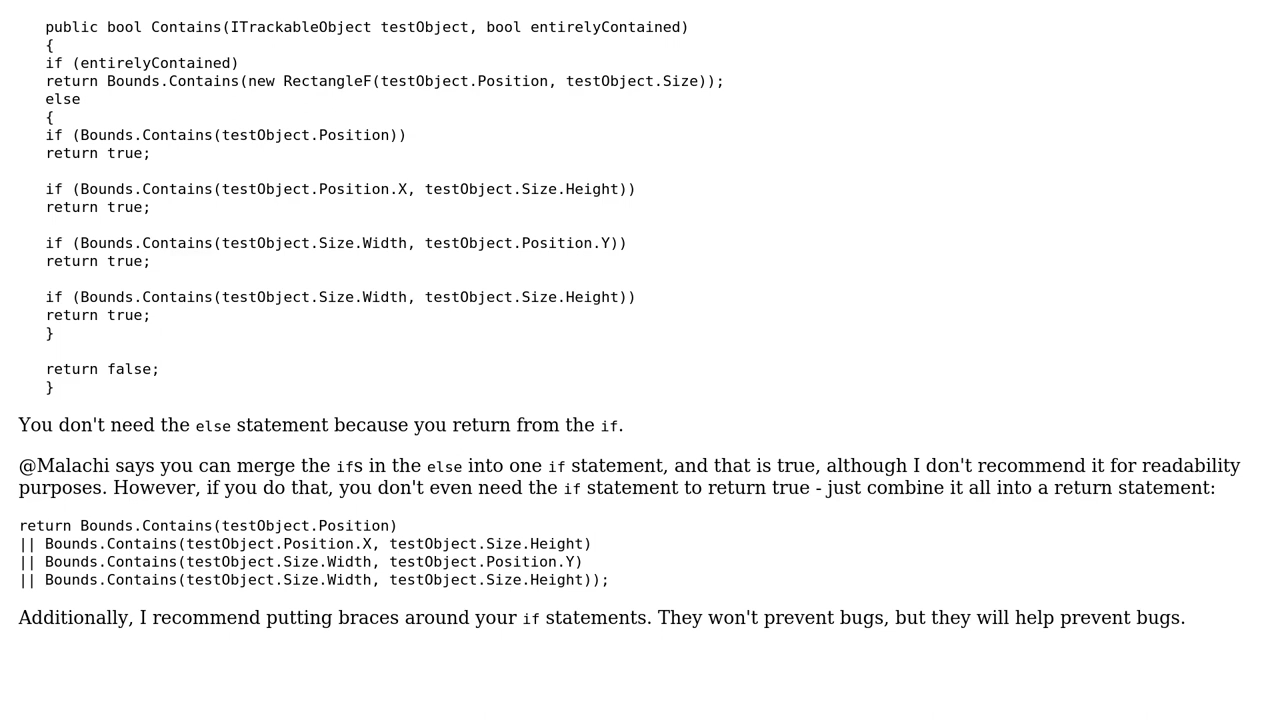 public bool Contains(ITrackableObject testObject, bool entirelyContained)
{
if (entirelyContained)
return Bounds.Contains(new RectangleF(testObject.Position, testObject.Size));
else
{
if (Bounds.Contains(testObject.Position))
return true;

if (Bounds.Contains(testObject.Position.X, testObject.Size.Height))
return true;

if (Bounds.Contains(testObject.Size.Width, testObject.Position.Y))
return true;

if (Bounds.Contains(testObject.Size.Width, testObject.Size.Height))
return true;
}

return false;
}

You don't need the else statement because you return from the if.

@Malachi says you can merge the ifs in the else into one if statement, and that is true, although I don't recommend it for readability
purposes. However, if you do that, you don't even need the if statement to return true - just combine it all into a return statement:

return Bounds.Contains(testObject.Position)
|| Bounds.Contains(testObject.Position.X, testObject.Size.Height)
|| Bounds.Contains(testObject.Size.Width, testObject.Position.Y)
|| Bounds.Contains(testObject.Size.Width, testObject.Size.Height));

Additionally, I recommend putting braces around your if statements. They won't prevent bugs, but they will help prevent bugs.